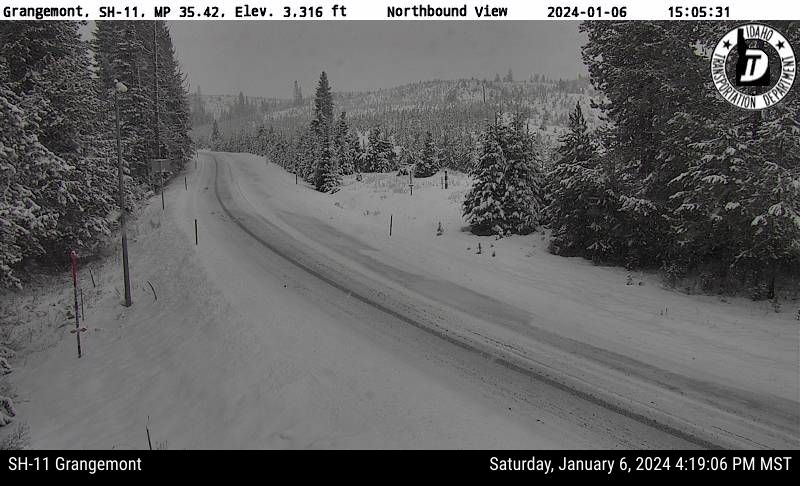 Grangemont, SH-11, MP 35.42, Elev. 3,316 ft Northbound View 2024-01-06 15:05:31
IDAHO
TRANSPORTATION DEPARTMENT
SH-11 Grangemont Saturday, January 6, 2024 4:19:06 PM MST